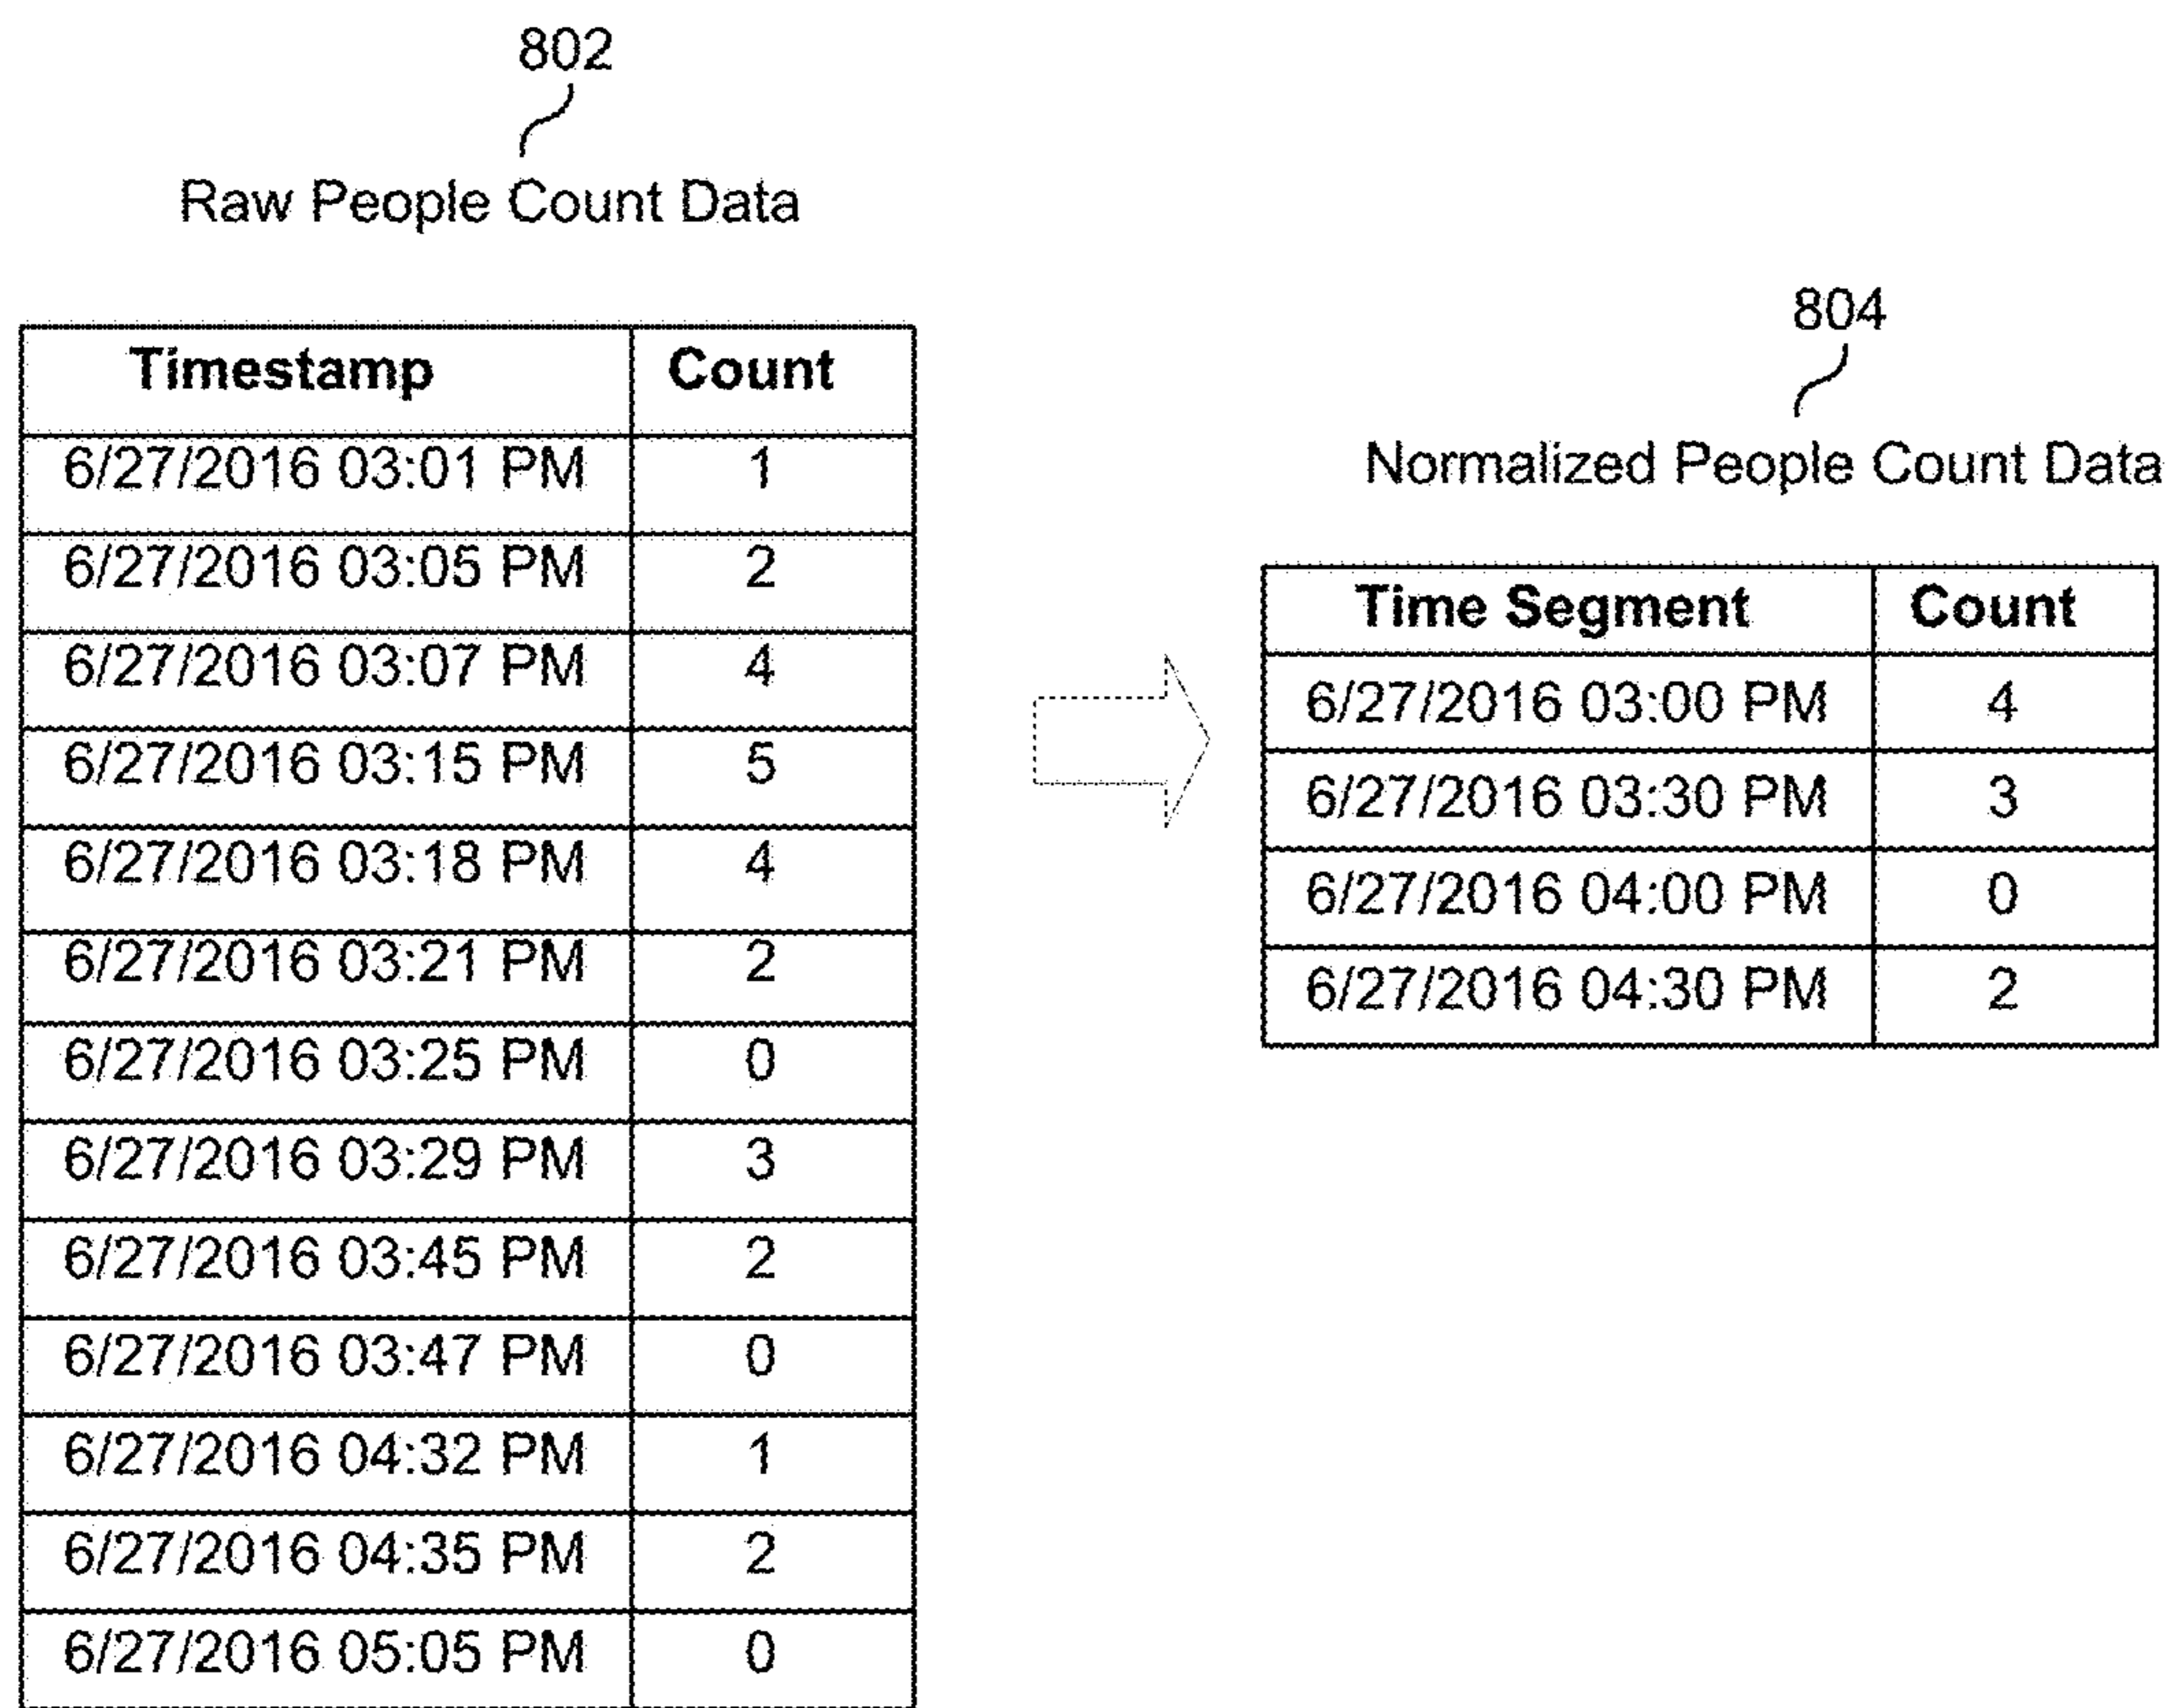 802
Raw People Count Data
Timestamp Count
6/27/2016 03:01 PM 1
6/27/2016 03:05 PM 2
6/27/2016 03:07 PM 4
6/27/2016 03:15 PM 5
6/27/2016 03:18 PM 4
6/27/2016 03:21 PM 2
6/27/2016 03:25 PM 0
6/27/2016 03:29 PM 3
6/27/2016 03:45 PM 2
6/27/2016 03:47 PM 0
6/27/2016 04:32 PM 1
6/27/2016 04:35 PM 2
6/27/2016 05:05 PM 0
804
Normalized People Count Data
Time Segment Count
6/27/2016 03:00 PM 4
6/27/2016 03:30 PM 3
6/27/2016 04:00 PM 0
6/27/2016 04:30 PM 2